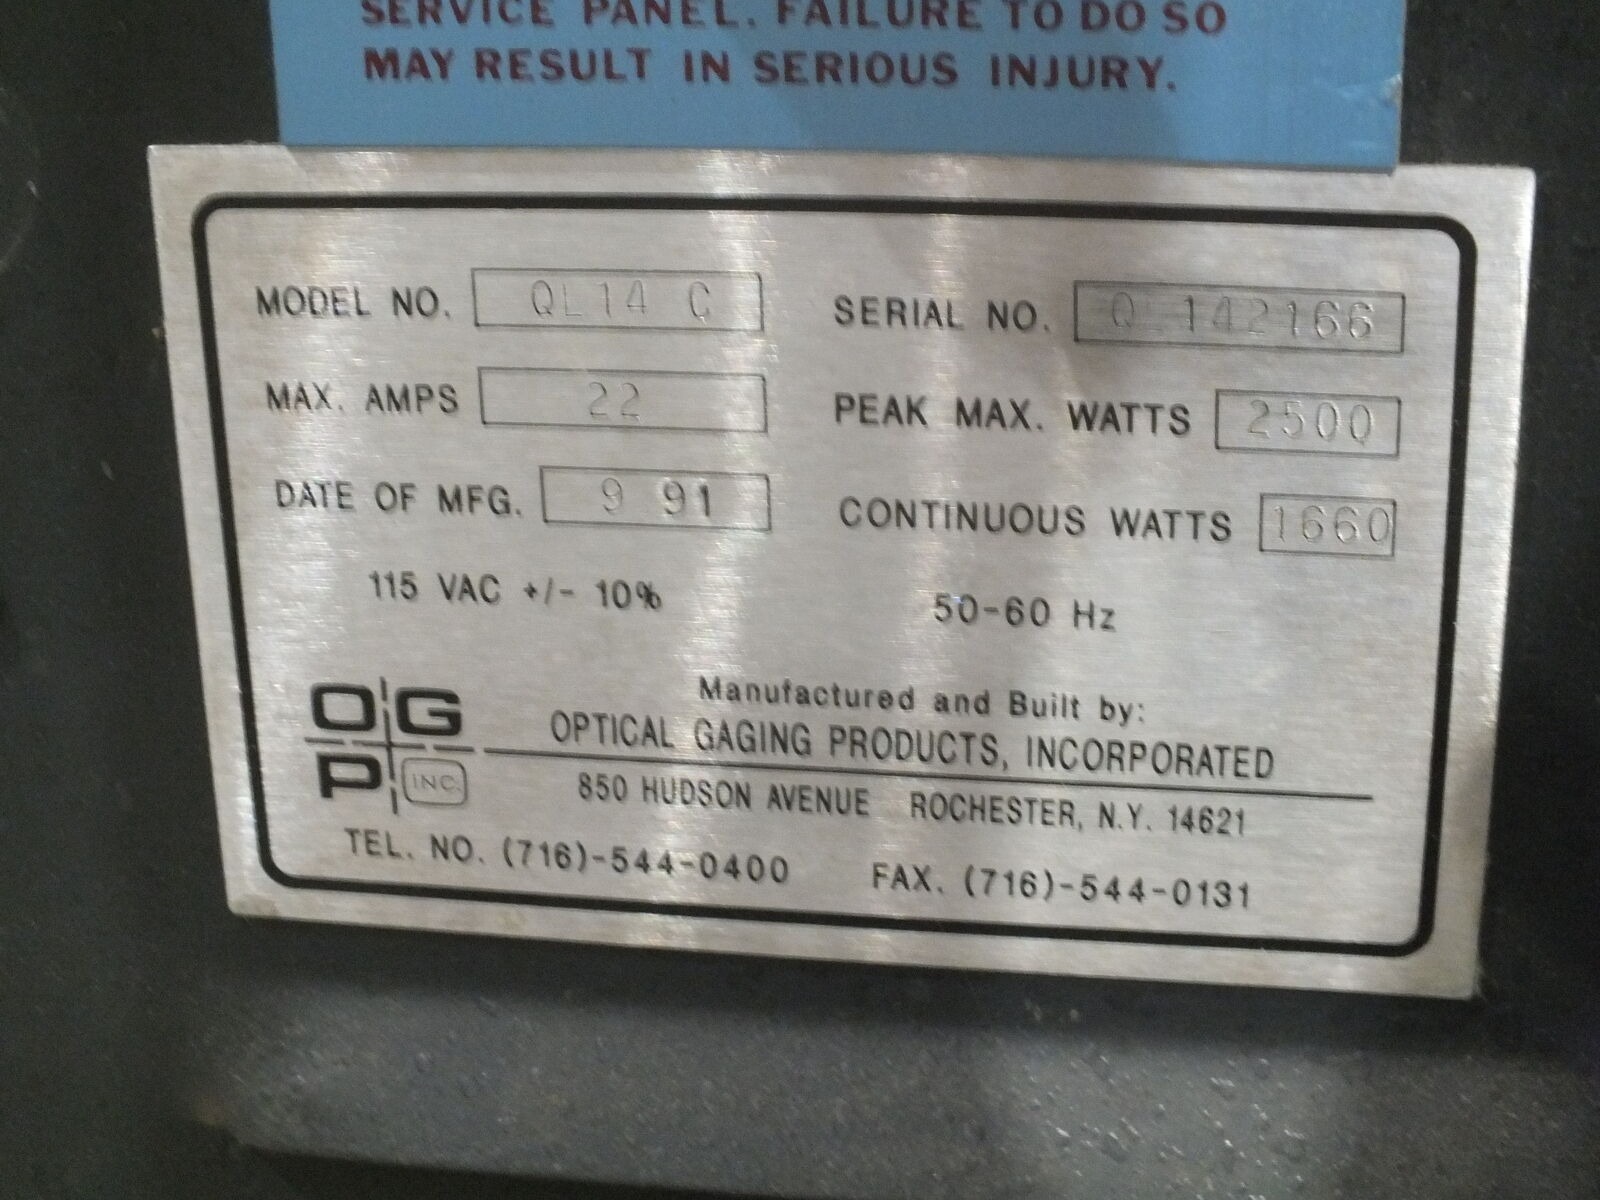 SERVICE PANEL. FAILURE TO DO SO
MAY RESULT IN SERIOUS INJURY.
MODEL NO. QL14 C
SERIAL NO. QL142166
MAX. AMPS 22
PEAK MAX. WATTS 2500
DATE OF MFG. 9 91
CONTINUOUS WATTS 1660
115 VAC +/- 10%
50-60 Hz
OGP INC.
Manufactured and Built by:
OPTICAL GAGING PRODUCTS, INCORPORATED
850 HUDSON AVENUE ROCHESTER, N.Y. 14621
TEL. NO. (716)-544-0400 FAX. (716)-544-0131